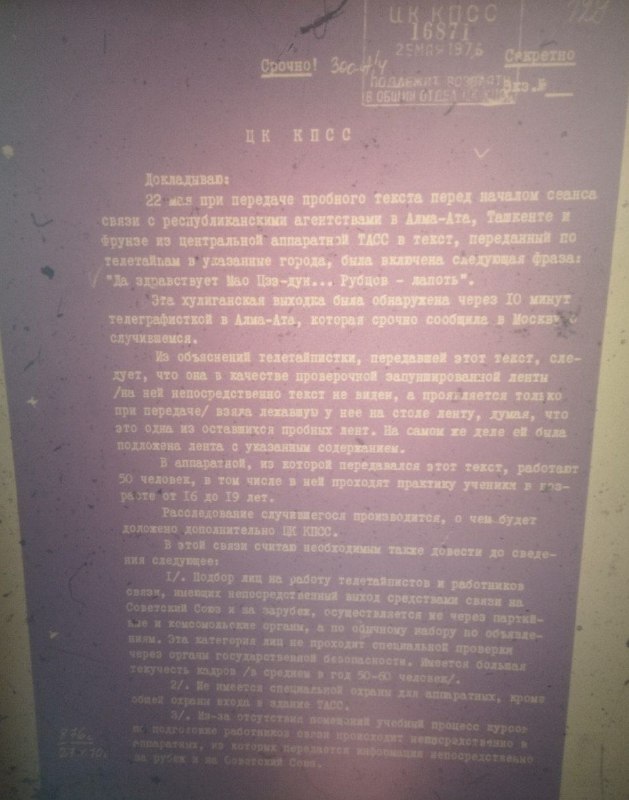 ЦК КПСС
16871
25 МАЯ 1976
ПОДЛЕЖИТ ВОЗВРАТУ
В ОБЩИЙ ОТДЕЛ ЦК КПСС
Срочно!
Секретно
Экз.№
ЦК КПСС
Докладываю:
22 мая при передаче пробного текста перед началом сеанса
связи с республиканскими агентствами в Алма-Ата, Ташкенте и
Фрунзе из центральной аппаратной ТАСС в текст, переданный по
телетайпам в указанные города, была включена следующая фраза:
"Да здравствует Мао Цзэ-дун... Рубцов - лапоть".
Эта хулиганская выходка была обнаружена через 10 минут
телеграфисткой в Алма-Ата, которая срочно сообщила в Москву о
случившемся.
Из объяснений телетайпистки, передавшей этот текст, сле-
дует, что она в качестве проверочной запуншированной ленты
/на ней непосредственно текст не виден, а проявляется только
при передаче/ взяла лежавшую у нее на столе ленту, думая, что
это одна из оставшихся пробных лент. На самом же деле ей была
подложена лента с указанным содержанием.
В аппаратной, из которой передавался этот текст, работают
50 человек, в том числе в ней проходят практику ученики в воз-
расте от 16 до 19 лет.
Расследование случившегося производится, о чем будет
доложено дополнительно ЦК КПСС.
В этой связи считаю необходимым также довести до сведе-
ния следующее:
1/. Подбор лиц на работу телетайпистов и работников
связи, имеющих непосредственный выход средствами связи на
Советский Союз и за рубеж, осуществляется не через партий-
ные и комсомольские органы, а по обычному набору по объявле-
ниям. Эта категория лиц не проходит специальной проверки
через органы государственной безопасности. Имеется большая
текучесть кадров /в среднем в год 50-60 человек/.
2/. Не имеется специальной охраны для аппаратных, кроме
общей охраны входа в здание ТАСС.
3/. Из-за отсутствия помещений учебный процесс курсов
по подготовке работников связи происходит непосредственно в
аппаратных, из которых передается информация непосредственно
за рубеж и на Советский Союз.